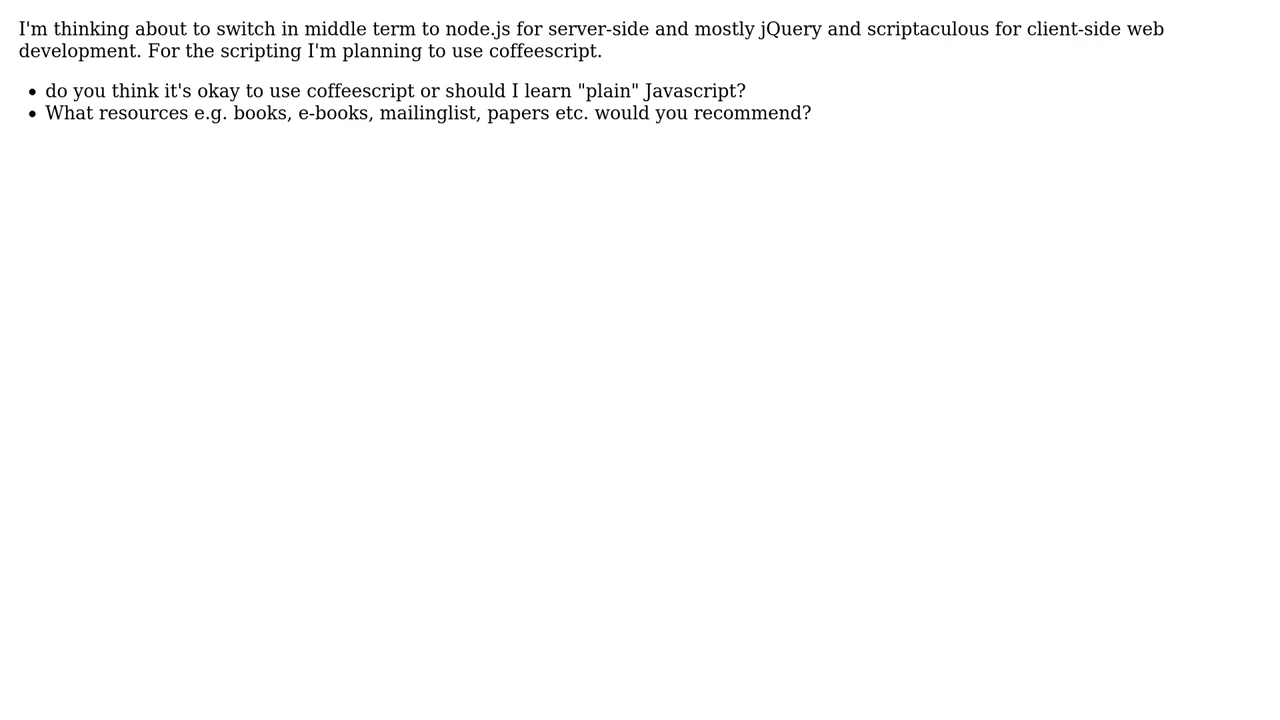 I'm thinking about to switch in middle term to node.js for server-side and mostly jQuery and scriptaculous for client-side web
development. For the scripting I'm planning to use coffeescript.
• do you think it's okay to use coffeescript or should I learn "plain" Javascript?
• What resources e.g. books, e-books, mailinglist, papers etc. would you recommend?